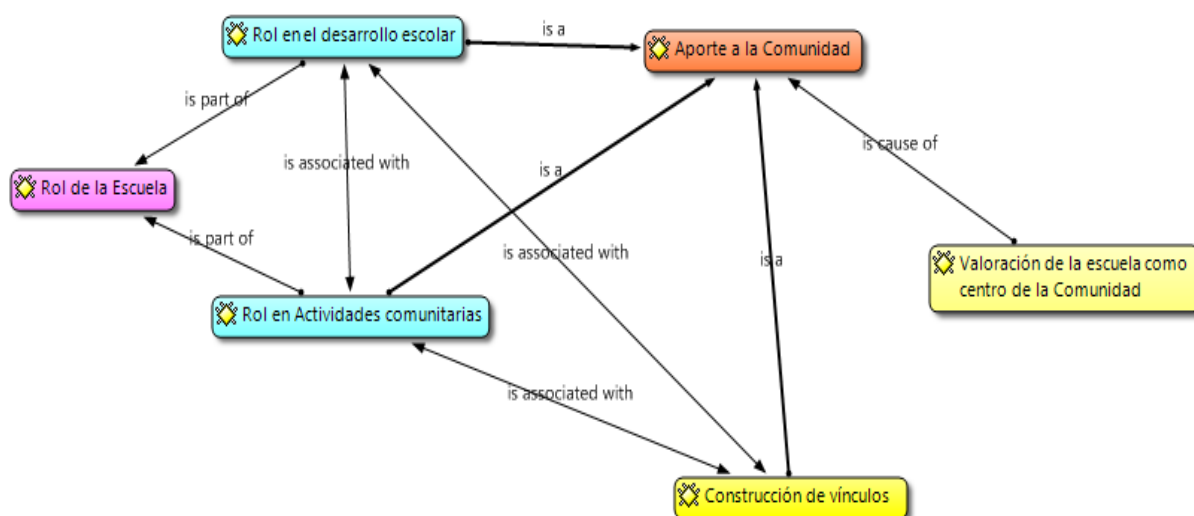 Rol en el desarrollo escolar
is a
Aporte a la Comunidad
is part of
is associated with
is cause of
is a
Rol de la Escuela
is part of
is associated with
is a
Valoración de la escuela como
centro de la Comunidad
Rol en Actividades comunitarias
is associated with
Construcción de vínculos